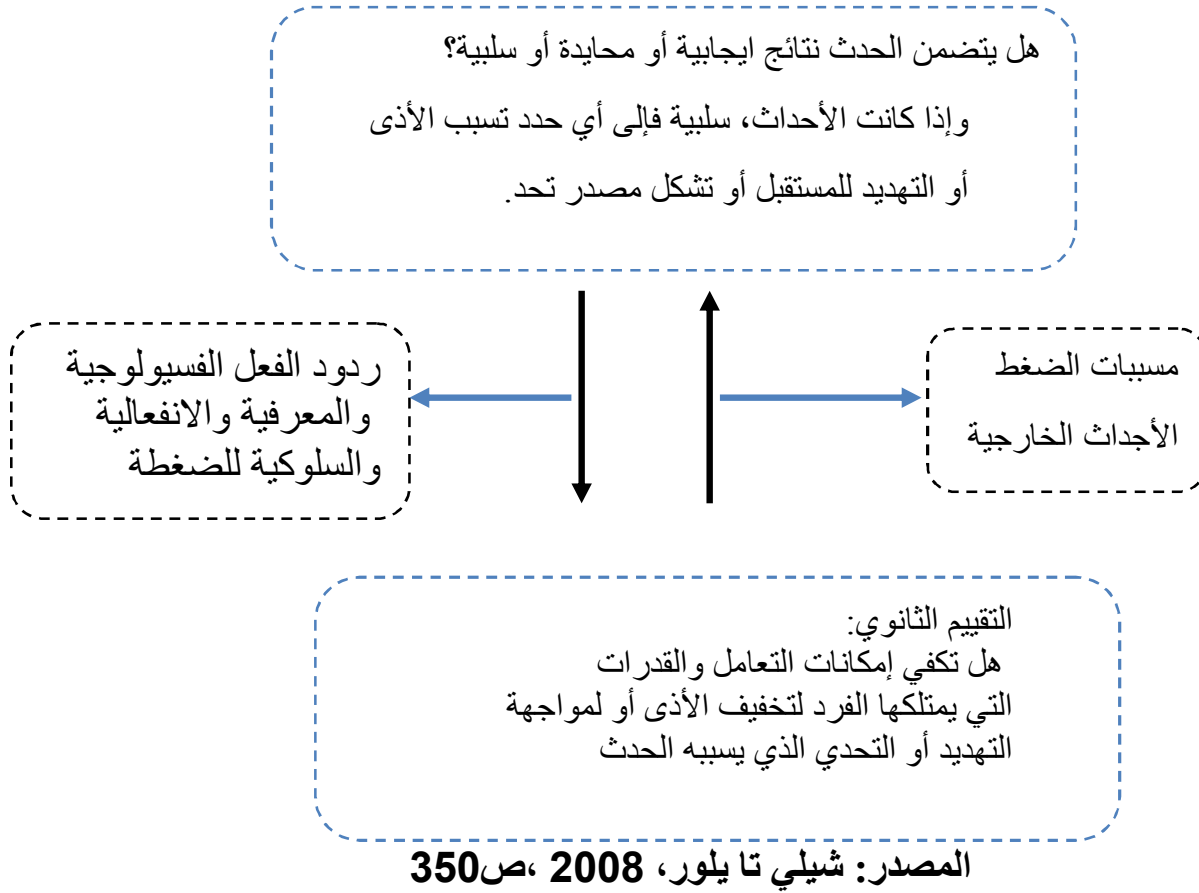 هل يتضمن الحدث نتائج ايجابية أو محايدة أو سلبية؟
وإذا كانت الأحداث، سلبية فإلى أي حدد تسبب الأذى
أو التهديد للمستقبل أو تشكل مصدر تحد.
مسببات الضغط
الأجداث الخارجية
ردود الفعل الفسيولوجية
والمعرفية والانفعالية
والسلوكية للضغطة
التقييم الثانوي:
هل تكفي إمكانات التعامل والقدرات
التي يمتلكها الفرد لتخفيف الأذى أو لمواجهة
التهديد أو التحدي الذي يسببه الحدث
المصدر: شيلي تا يلور، 2008 ،ص350